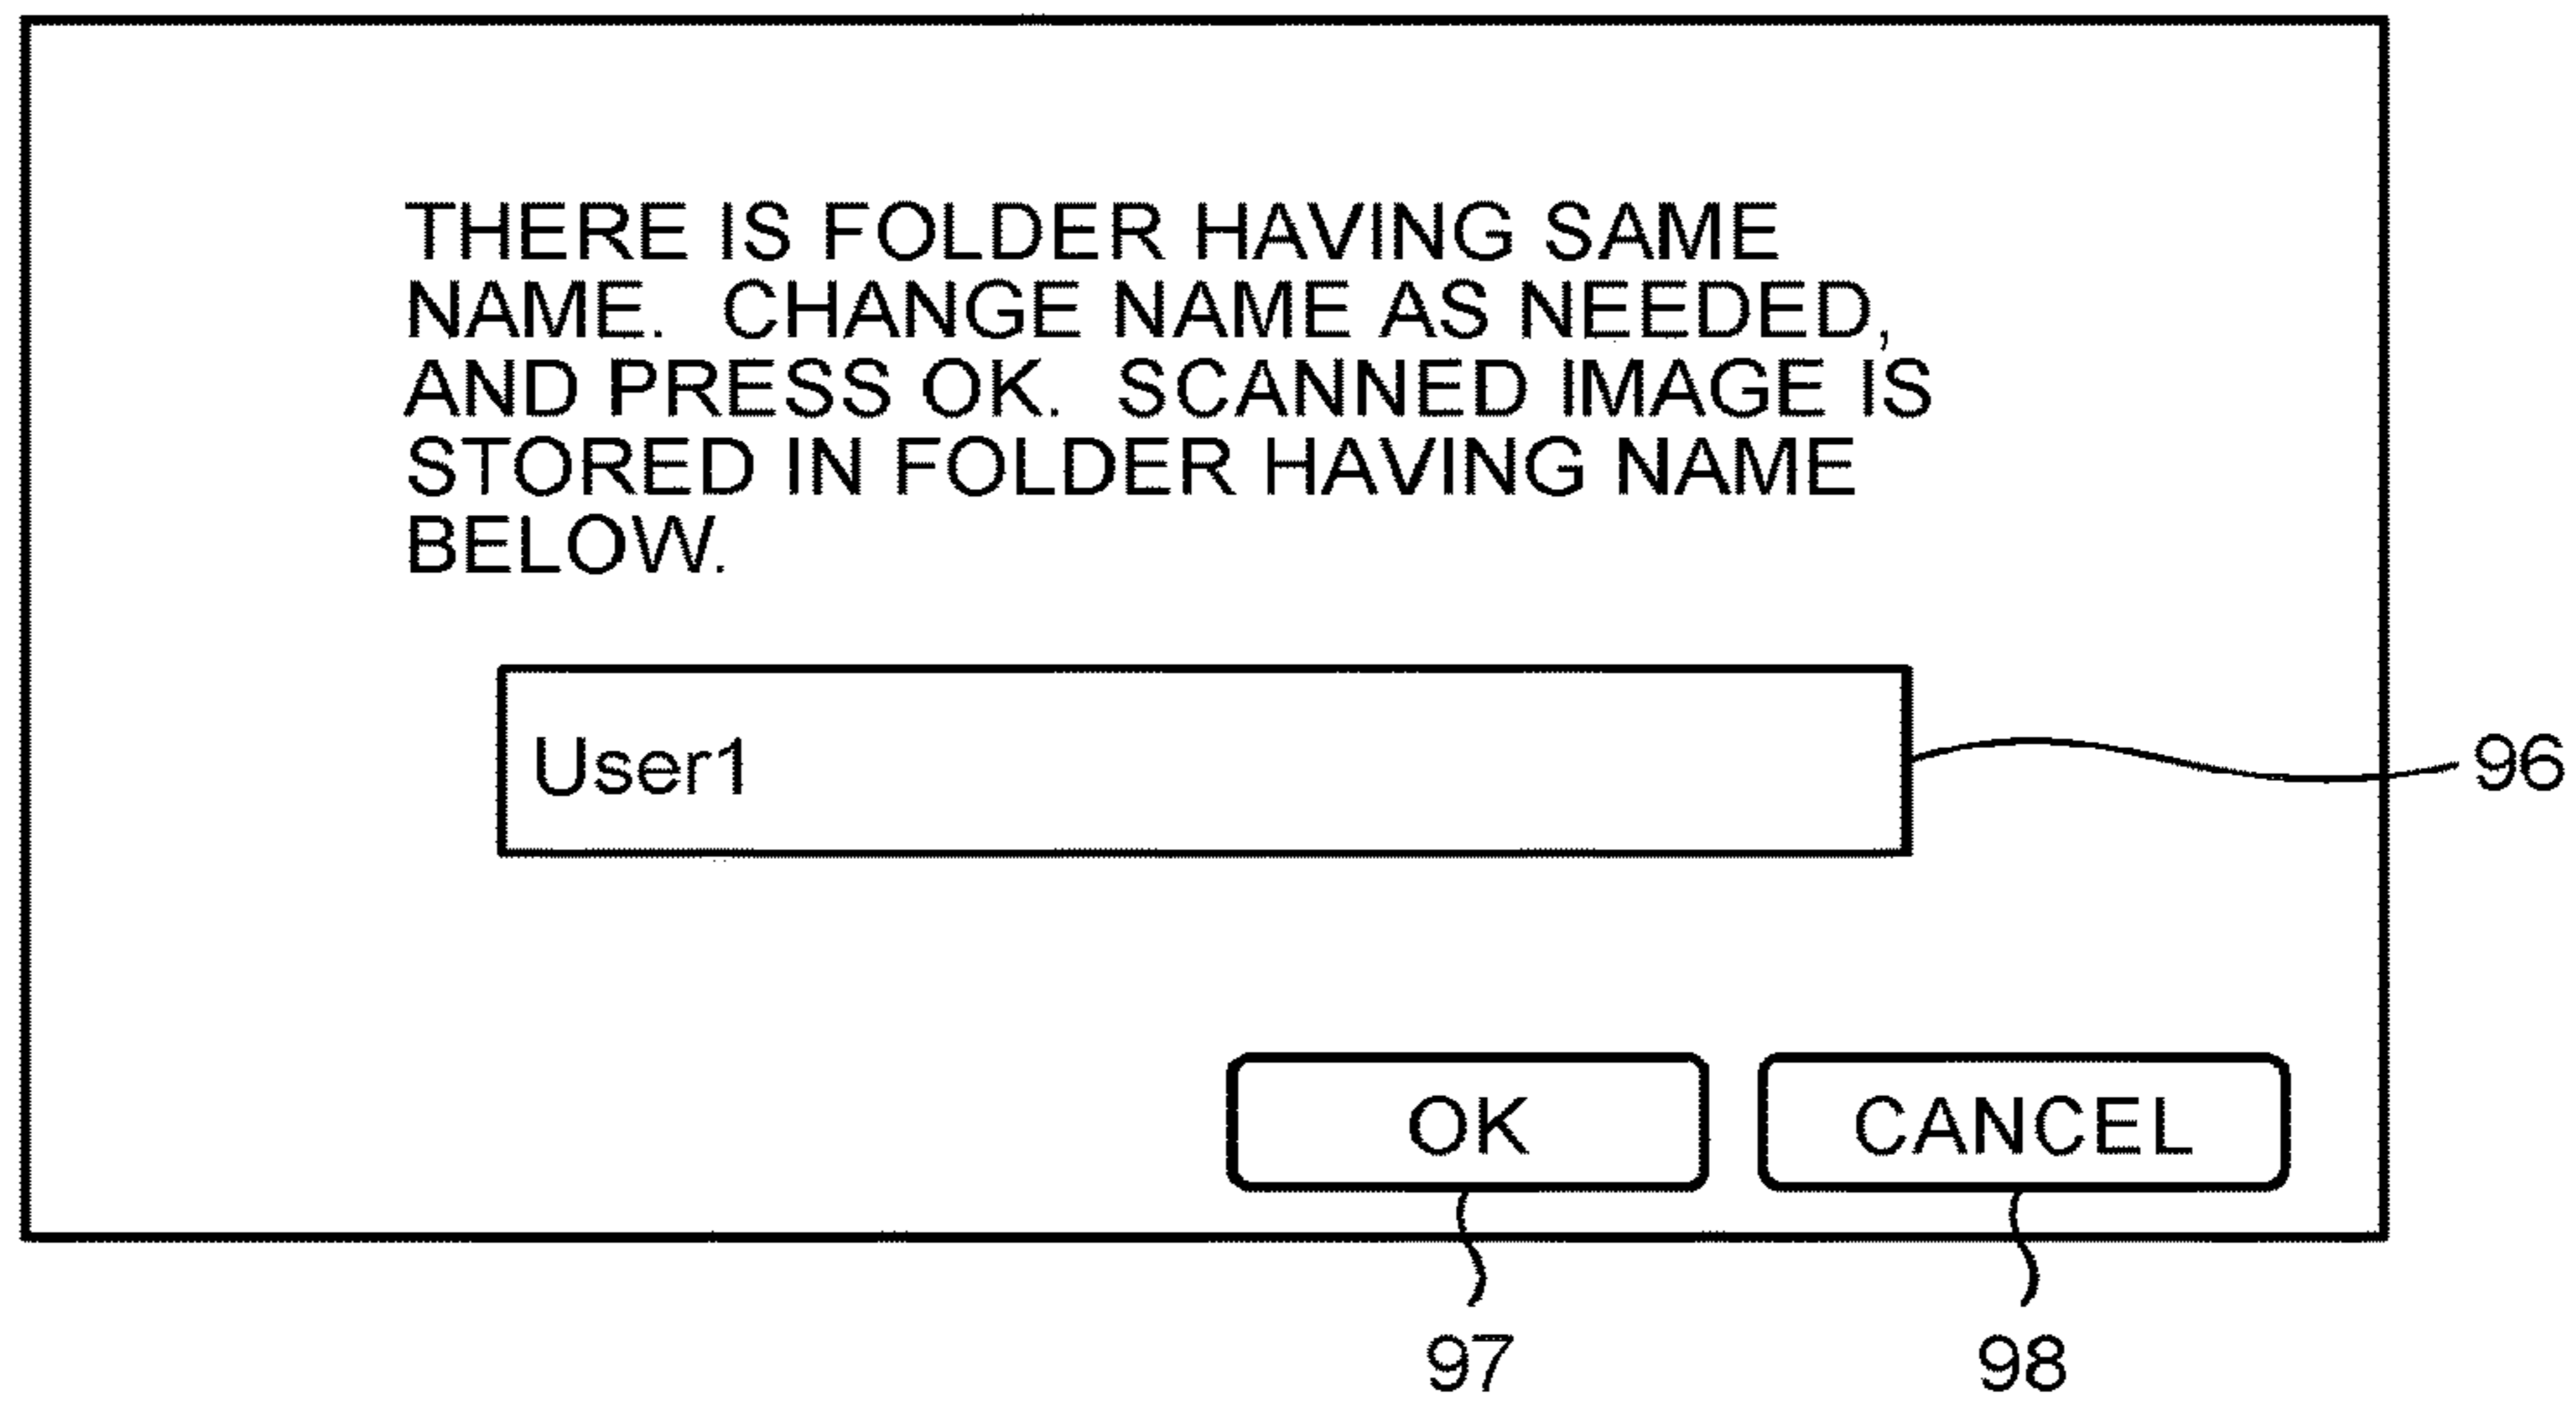 THERE IS FOLDER HAVING SAME
NAME. CHANGE NAME AS NEEDED,
AND PRESS OK. SCANNED IMAGE IS
STORED IN FOLDER HAVING NAME
BELOW.
User1
96
OK
CANCEL
97
98